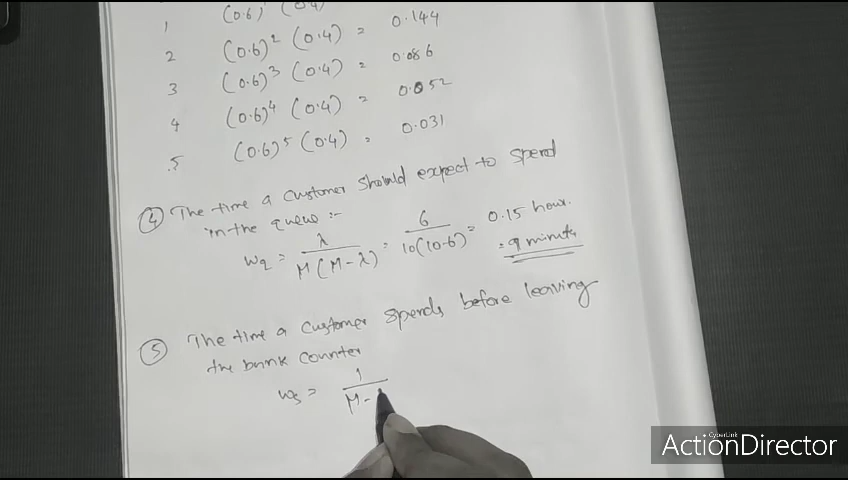 1 (0.6)¹ (0.4)
2 (0.6)² (0.4) = 0.144
3 (0.6)³ (0.4) = 0.086
4 (0.6)⁴ (0.4) = 0.052
5 (0.6)⁵ (0.4) = 0.031
④ The time a customer should expect to spend
in the queue :-
Wq = λ / M(M-λ) = 6 / 10(10-6) = 0.15 hour.
= 9 minute
⑤ The time a customer spends before leaving
the bank counter
Ws = 1 / M-
CyberLink
ActionDirector